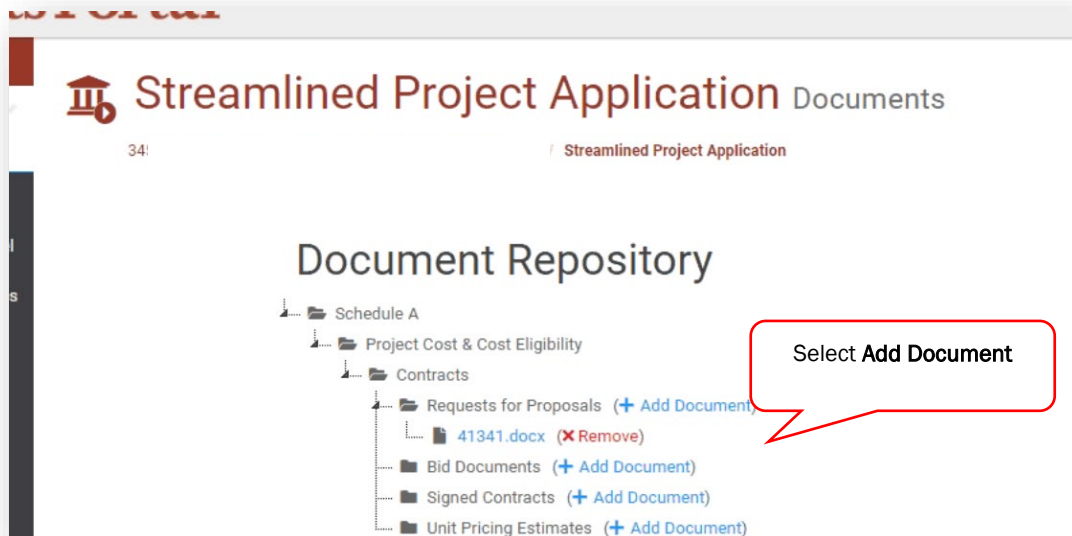 Streamlined Project Application Documents
Streamlined Project Application
Document Repository
Schedule A
Project Cost & Cost Eligibility
Select Add Document
Contracts
Requests for Proposals (+ Add Document)
41341.docx (✖ Remove)
Bid Documents (+ Add Document)
Signed Contracts (+ Add Document)
Unit Pricing Estimates (+ Add Document)